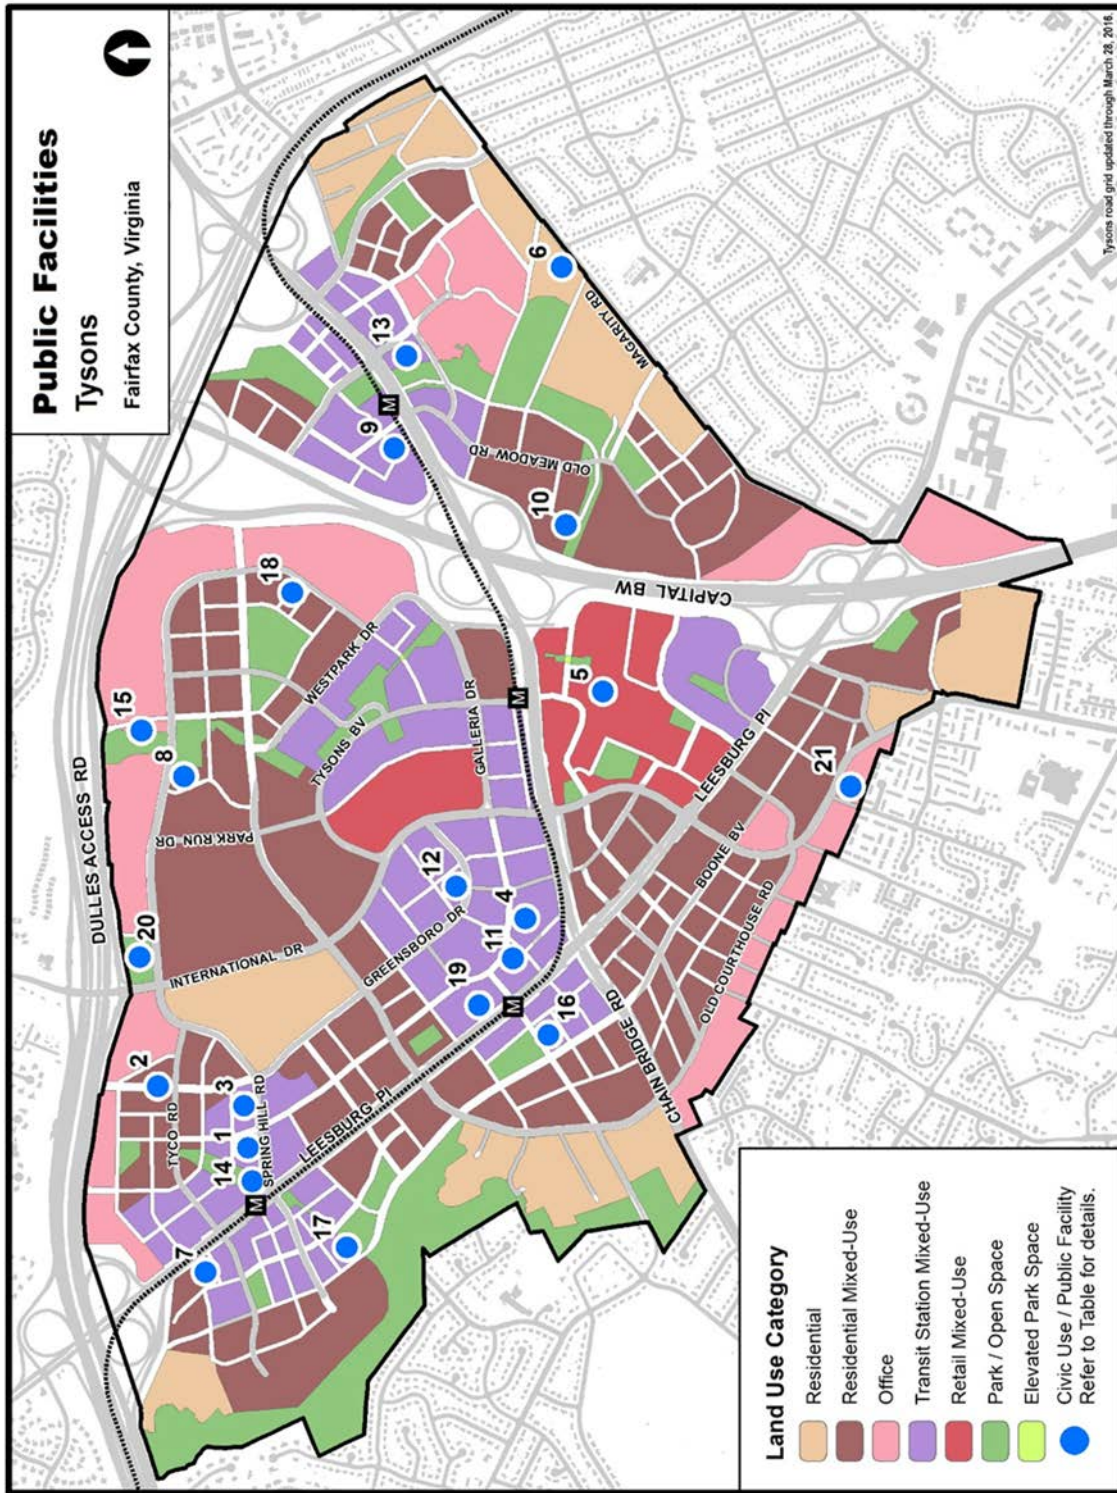 Public Facilities
Tysons
Fairfax County, Virginia
DULLES ACCESS RD
15
18
8
20
2
3
1
14
7
17
19
11
4
12
16
5
21
9
13
10
6
INTERNATIONAL DR
PARK RUN DR
WESTPARK DR
TYSONS BV
GALLERIA DR
GREENSBORO DR
TYCO RD
SPRING HILL RD
LEESBURG PI
CHAIN BRIDGE RD
OLD COURTHOUSE RD
BOONE BV
LEESBURG PI
CAPITAL BW
OLD MEADOW RD
MAGARITY RD
M
M
M
M
Land Use Category
Residential
Residential Mixed-Use
Office
Transit Station Mixed-Use
Retail Mixed-Use
Park / Open Space
Elevated Park Space
Civic Use / Public Facility
Refer to Table for details.
Tysons road grid updated through March 28, 2016.